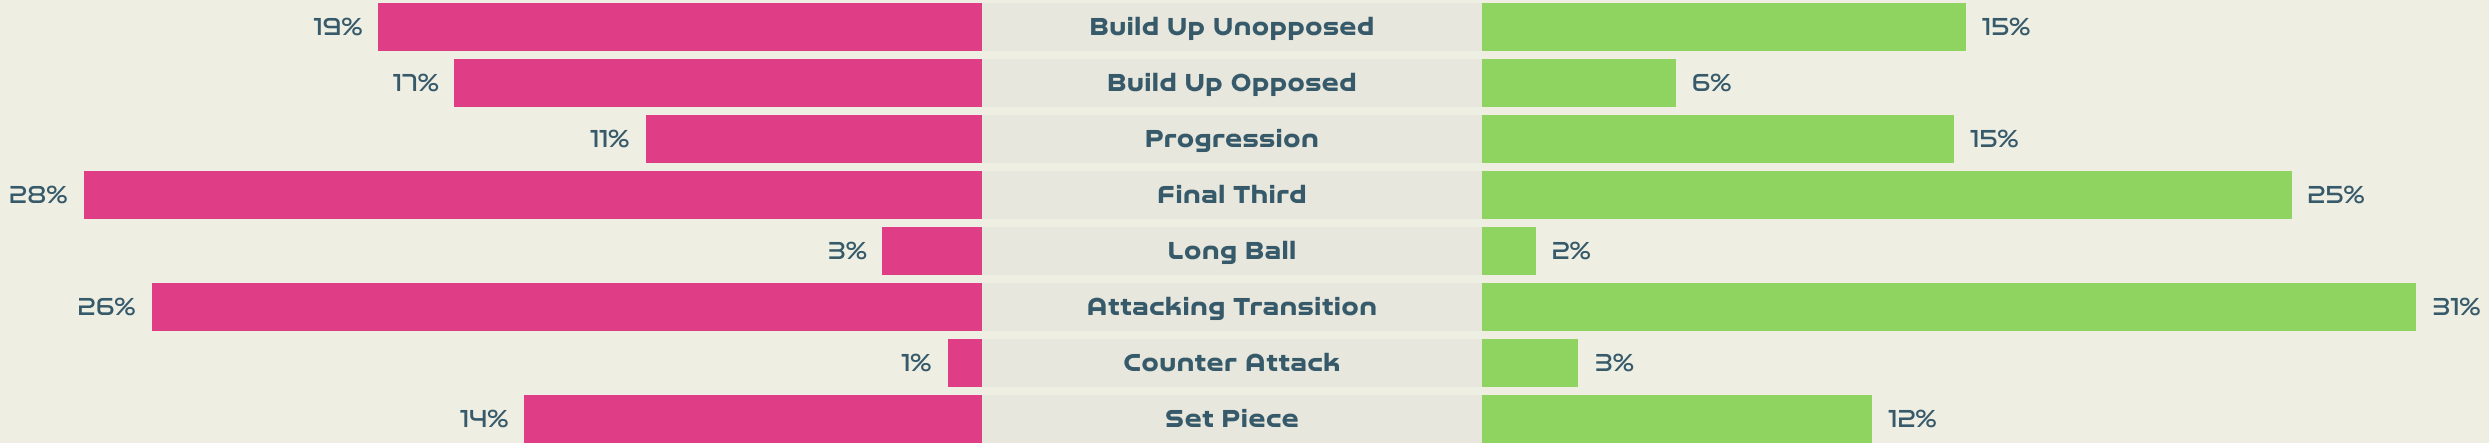 19% Build Up Unopposed 15%
17% Build Up Opposed 6%
11% Progression 15%
28% Final Third 25%
3% Long Ball 2%
26% Attacking Transition 31%
1% Counter Attack 3%
14% Set Piece 12%